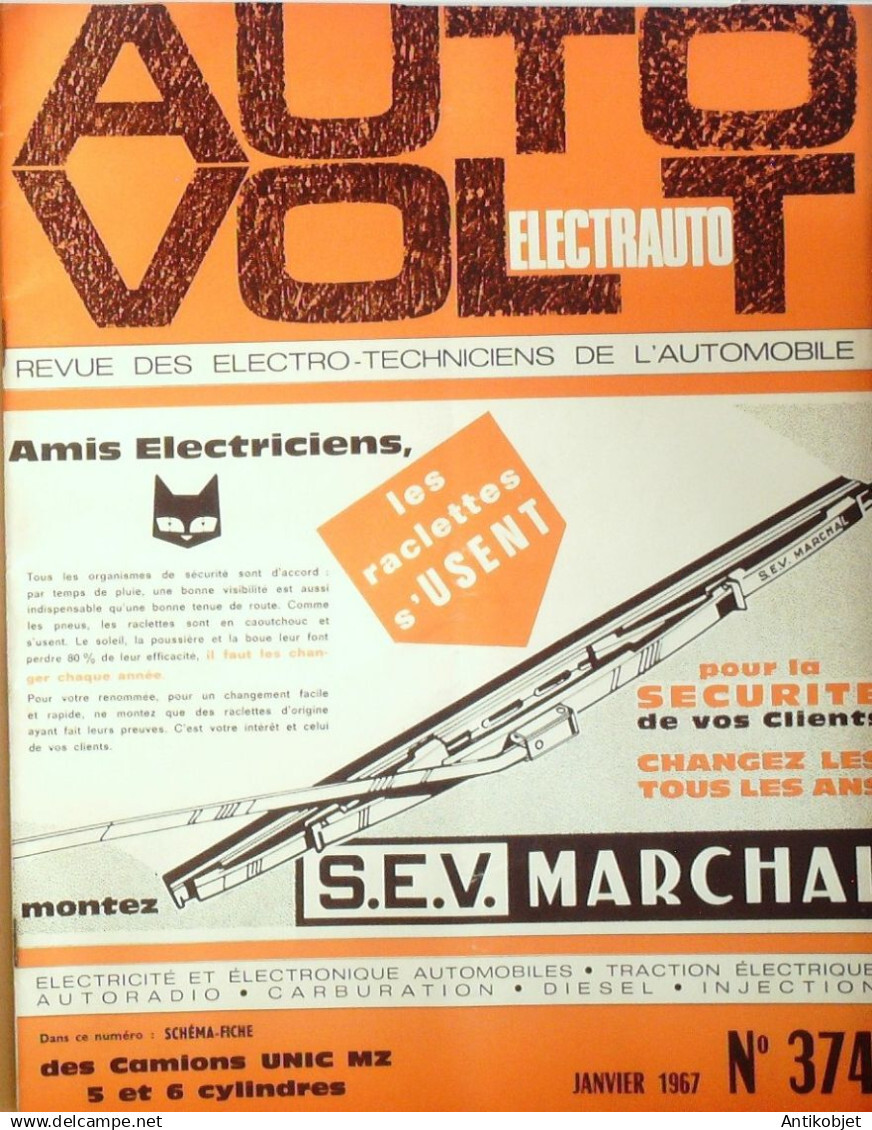 AUTO
VOLT
ELECTRAUTO
REVUE DES ELECTRO-TECHNICIENS DE L'AUTOMOBILE
Amis Electriciens,
les
raclettes
s'USENT
Tous les organismes de sécurité sont d'accord :
par temps de pluie, une bonne visibilité est aussi
indispensable qu'une bonne tenue de route. Comme
les pneus, les raclettes sont en caoutchouc et
s'usent. Le soleil, la poussière et la boue leur font
perdre 80 % de leur efficacité, il faut les chan-
ger chaque année.
Pour votre renommée, pour un changement facile
et rapide, ne montez que des raclettes d'origine
ayant fait leurs preuves. C'est votre intérêt et celui
de vos clients.
S.E.V. MARCHAL
pour la
SECURITE
de vos Clients
CHANGEZ LES
TOUS LES ANS
montez
S.E.V. MARCHAL
ELECTRICITÉ ET ÉLECTRONIQUE AUTOMOBILES • TRACTION ÉLECTRIQUE
AUTORADIO • CARBURATION • DIESEL • INJECTION
Dans ce numéro : SCHÉMA-FICHE
des Camions UNIC MZ
5 et 6 cylindres
JANVIER 1967
N° 374
Antikobjet